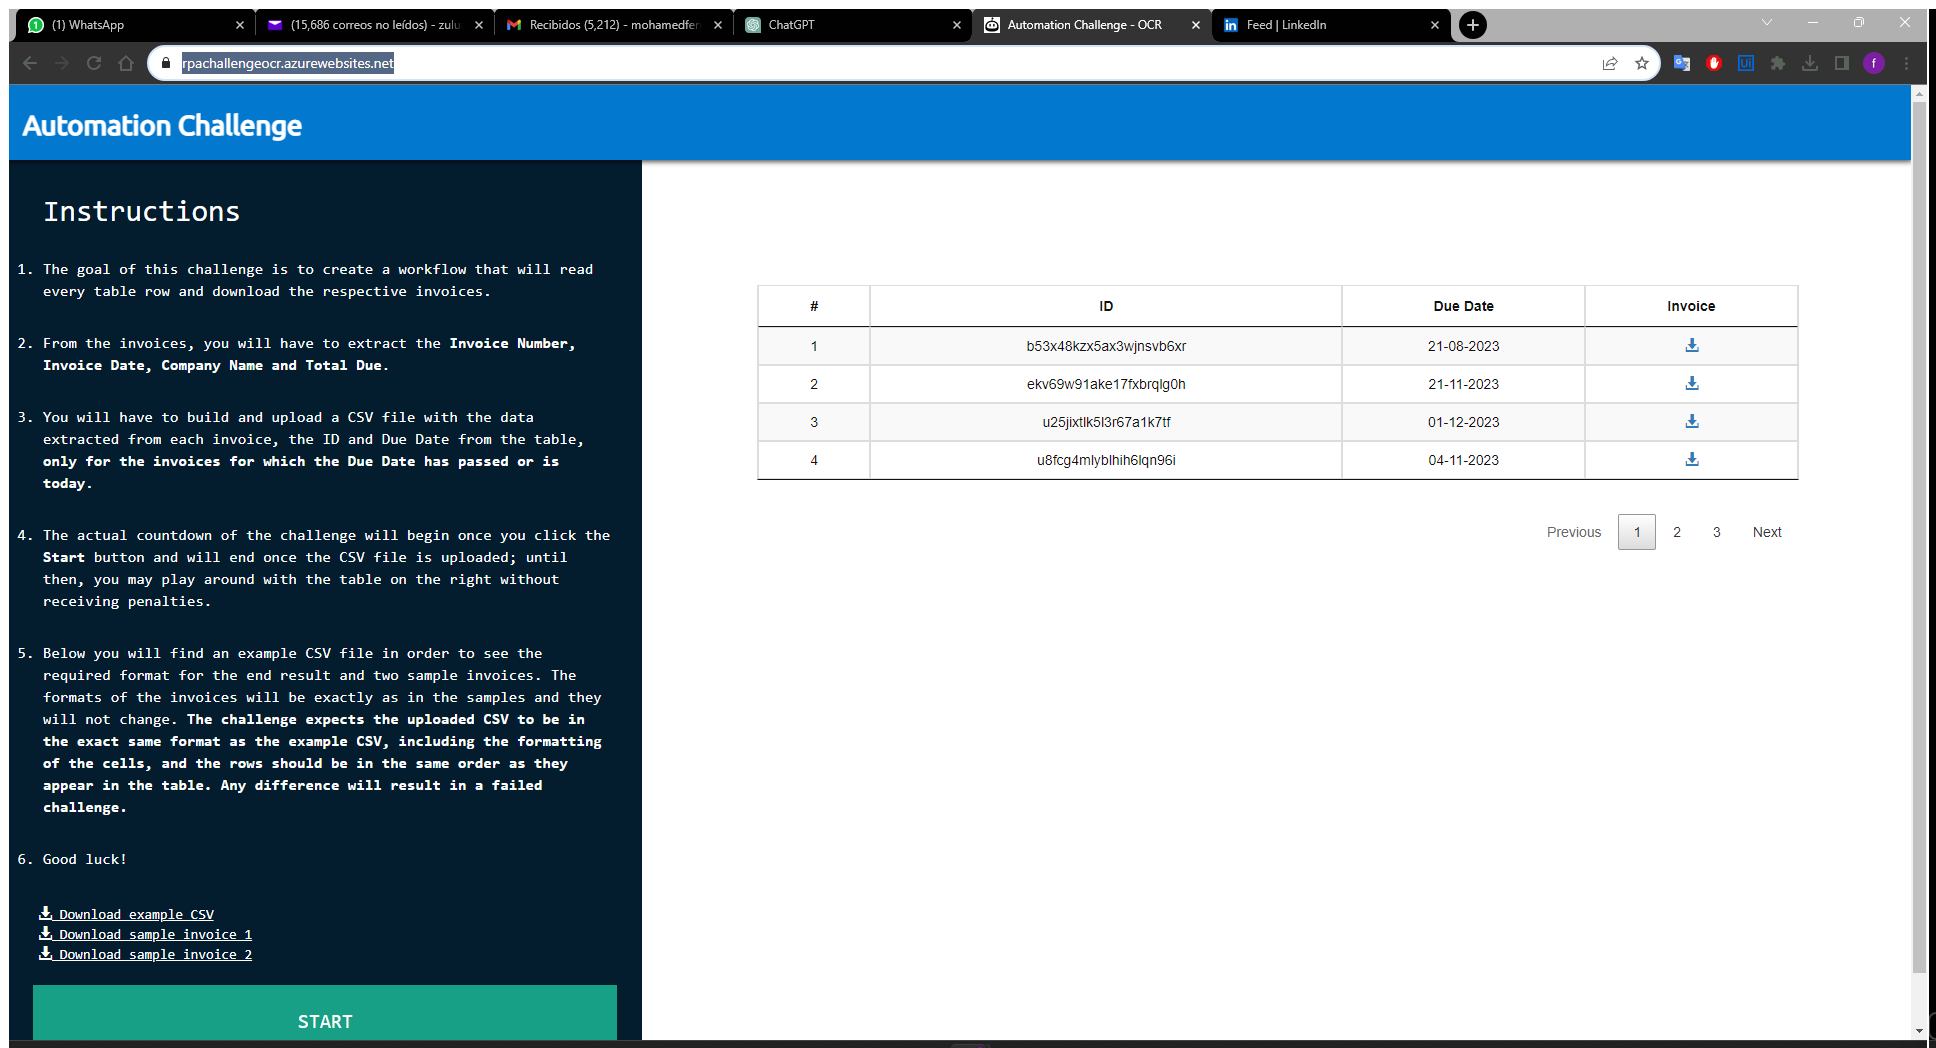 (1) WhatsApp
(15,686 correos no leídos) - zulu
Recibidos (5,212) - mohamedfer
ChatGPT
Automation Challenge - OCR
Feed | LinkedIn
rpachallengeocr.azurewebsites.net
Automation Challenge
Instructions
1. The goal of this challenge is to create a workflow that will read
every table row and download the respective invoices.
2. From the invoices, you will have to extract the Invoice Number,
Invoice Date, Company Name and Total Due.
3. You will have to build and upload a CSV file with the data
extracted from each invoice, the ID and Due Date from the table,
only for the invoices for which the Due Date has passed or is
today.
4. The actual countdown of the challenge will begin once you click the
Start button and will end once the CSV file is uploaded; until
then, you may play around with the table on the right without
receiving penalties.
5. Below you will find an example CSV file in order to see the
required format for the end result and two sample invoices. The
formats of the invoices will be exactly as in the samples and they
will not change. The challenge expects the uploaded CSV to be in
the exact same format as the example CSV, including the formatting
of the cells, and the rows should be in the same order as they
appear in the table. Any difference will result in a failed
challenge.
6. Good luck!
Download example CSV
Download sample invoice 1
Download sample invoice 2
START
# ID Due Date Invoice
1 b53x48kzx5ax3wjnsvb6xr 21-08-2023
2 ekv69w91ake17fxbrqlg0h 21-11-2023
3 u25jixtlk5l3r67a1k7tf 01-12-2023
4 u8fcg4mlyblhih6lqn96i 04-11-2023
Previous 1 2 3 Next